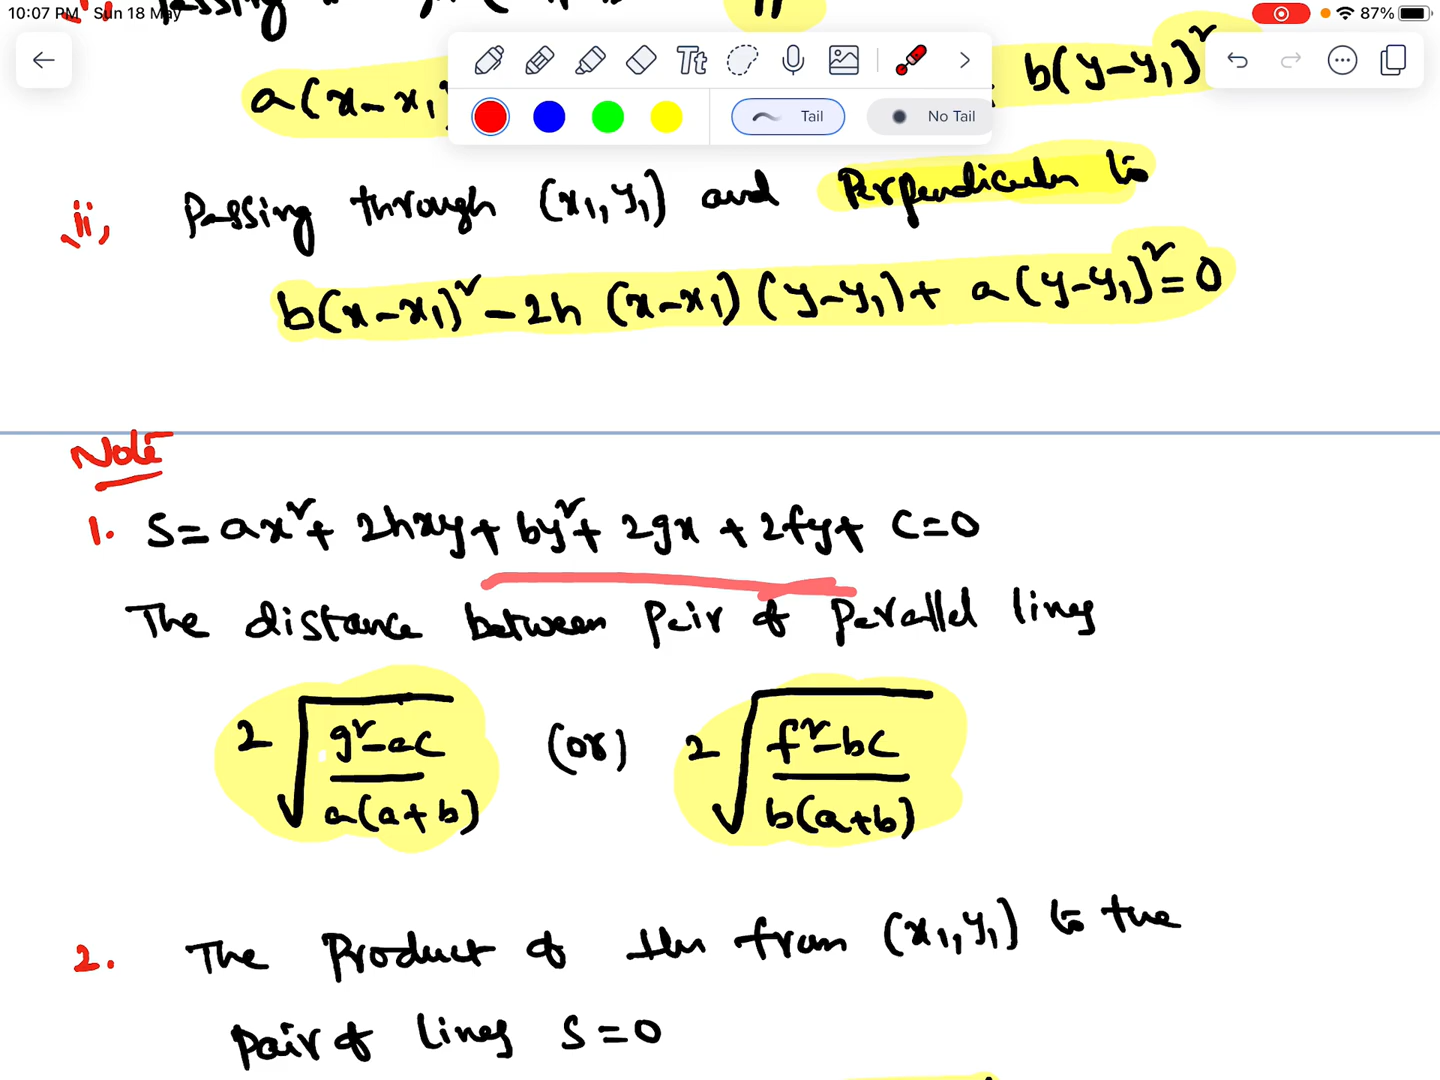 10:07 PM Sun 18 May 87%
Passing
a(x-x₁ b(y-y₁)²
Tt
Tail No Tail
ii, Passing through (x₁,y₁) and Perpendicular to
b(x-x₁)² - 2h (x-x₁) (y-y₁) + a(y-y₁)² = 0
Note
1. S = ax² + 2hxy + by² + 2gx + 2fy + c = 0
The distance between pair of parallel lines
2√((g²-ac)/(a(a+b))) (or) 2√((f²-bc)/(b(a+b)))
2. The Product of from (x₁,y₁) to the
pair of lines S = 0